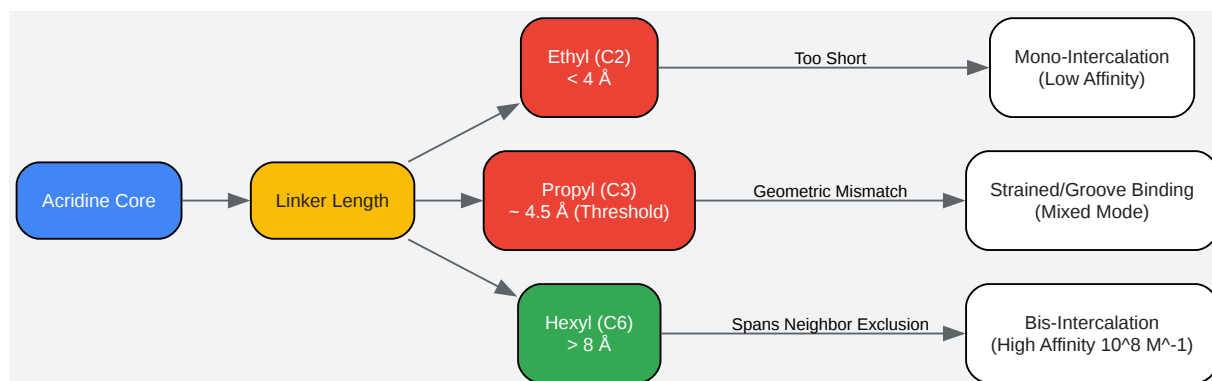 Acridine Core
Linker Length
Ethyl (C2)
< 4 Å
Too Short
Mono-Intercalation
(Low Affinity)
Propyl (C3)
~ 4.5 Å (Threshold)
Geometric Mismatch
Strained/Groove Binding
(Mixed Mode)
Hexyl (C6)
> 8 Å
Spans Neighbor Exclusion
Bis-Intercalation
(High Affinity 10^8 M^-1)